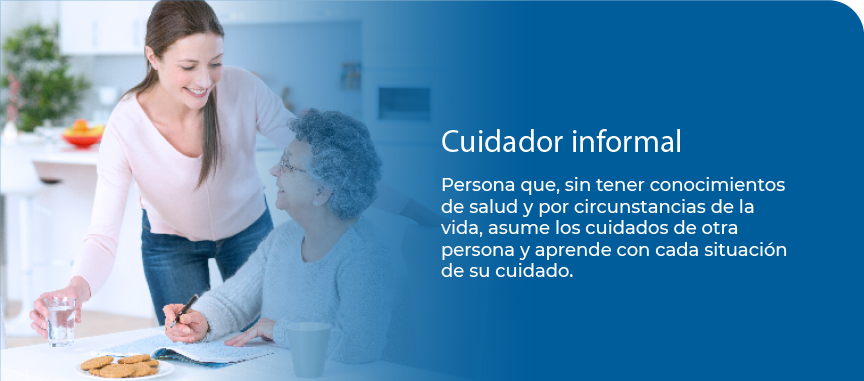 Cuidador informal
Persona que, sin tener conocimientos
de salud y por circunstancias de la
vida, asume los cuidados de otra
persona y aprende con cada situación
de su cuidado.